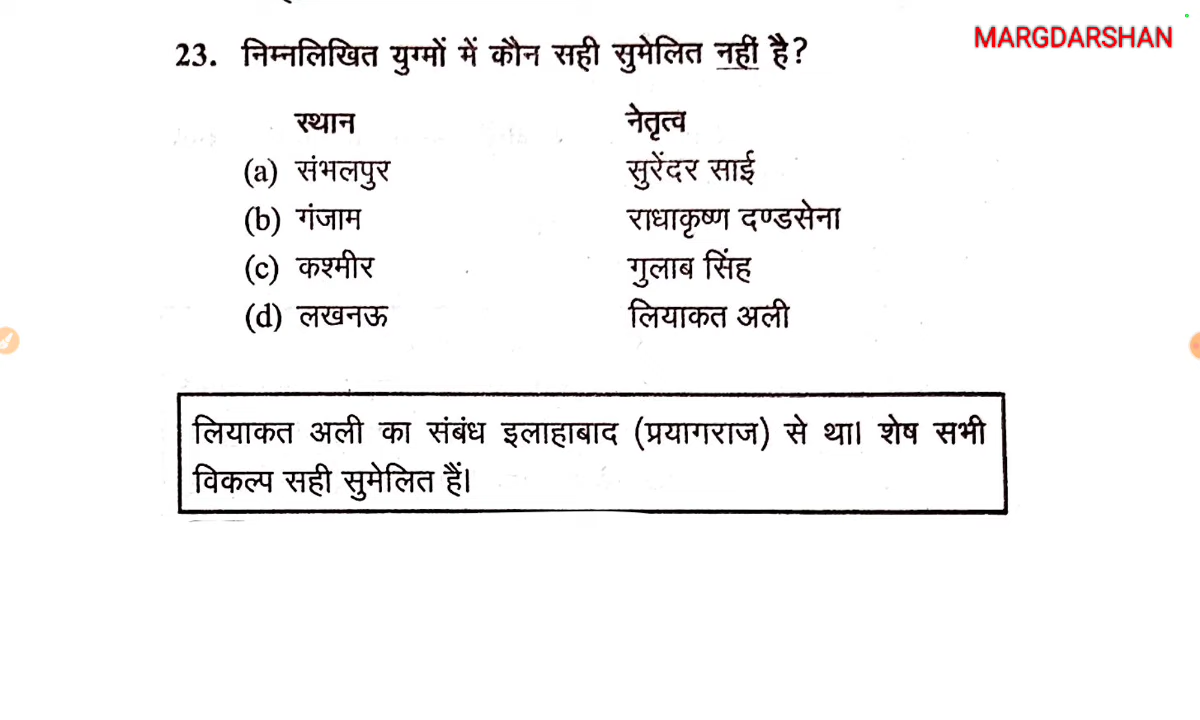 MARGDARSHAN
23. निम्नलिखित युग्मों में कौन सही सुमेलित नहीं है?
स्थान नेतृत्व
(a) संभलपुर सुरेंदर साई
(b) गंजाम राधाकृष्ण दण्डसेना
(c) कश्मीर गुलाब सिंह
(d) लखनऊ लियाकत अली
लियाकत अली का संबंध इलाहाबाद (प्रयागराज) से था। शेष सभी
विकल्प सही सुमेलित हैं।